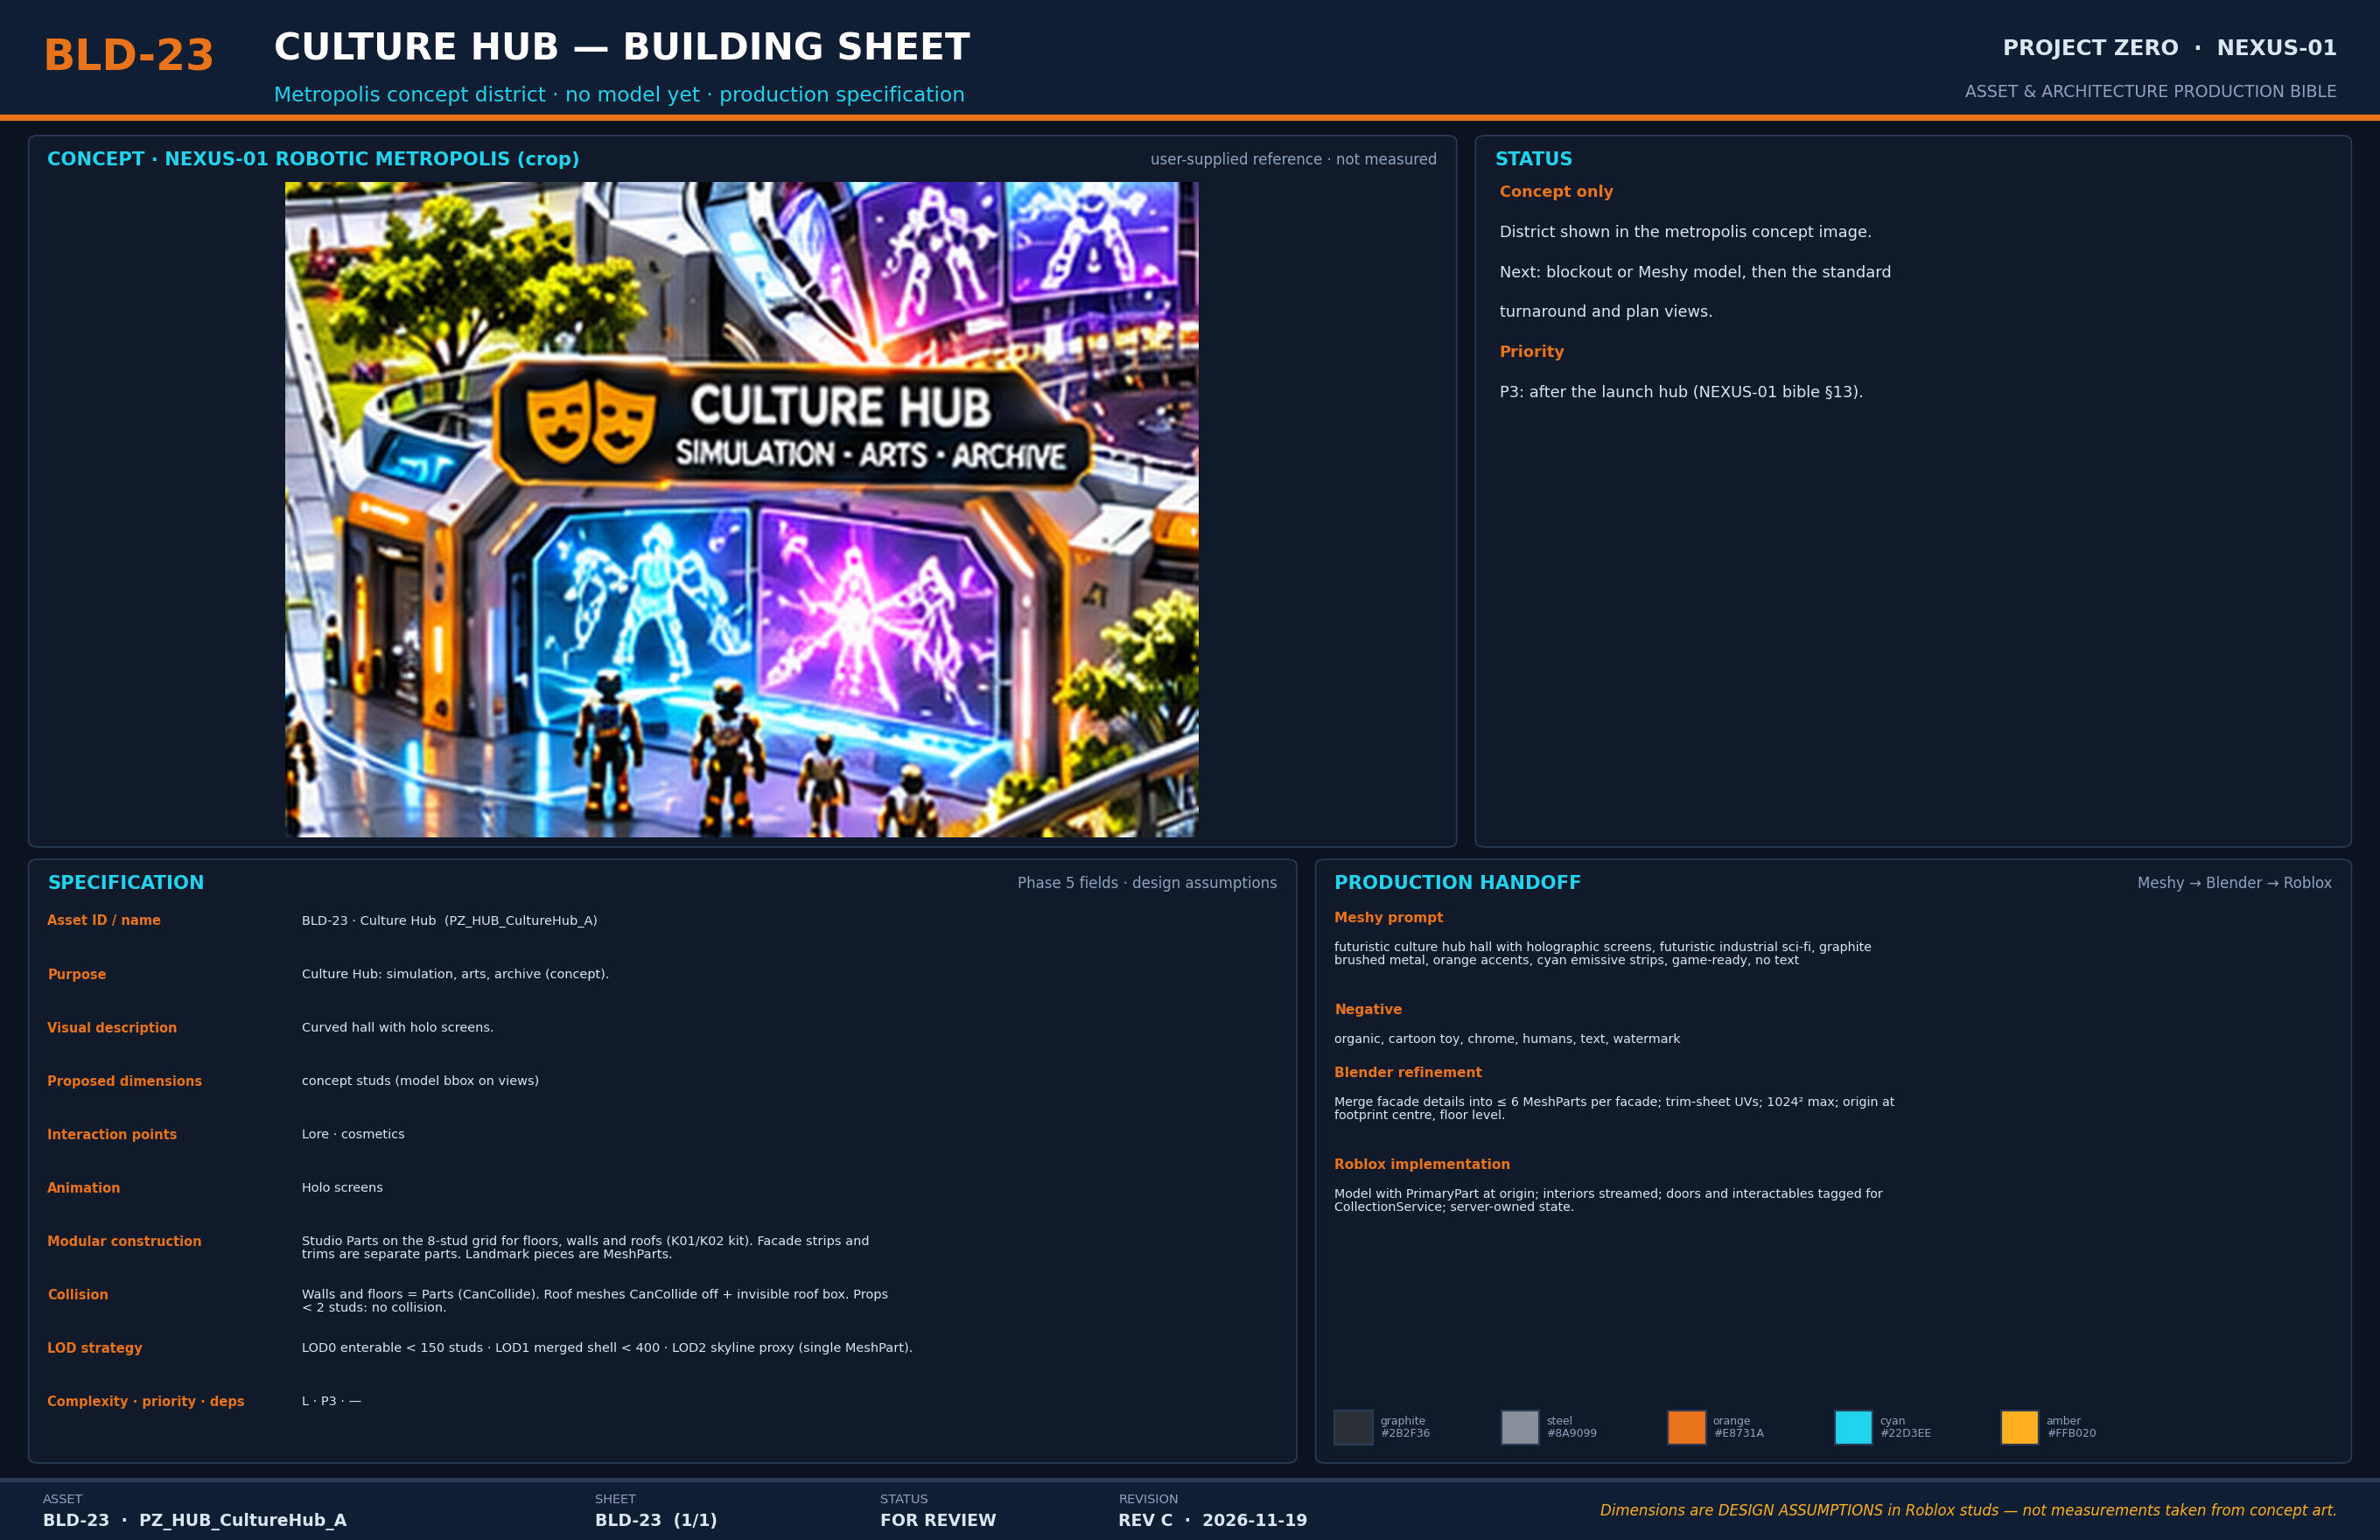 BLD-23
CULTURE HUB — BUILDING SHEET
Metropolis concept district · no model yet · production specification
PROJECT ZERO · NEXUS-01
ASSET & ARCHITECTURE PRODUCTION BIBLE
CONCEPT · NEXUS-01 ROBOTIC METROPOLIS (crop)
user-supplied reference · not measured
CULTURE HUB
SIMULATION · ARTS · ARCHIVE
STATUS
Concept only
District shown in the metropolis concept image.
Next: blockout or Meshy model, then the standard
turnaround and plan views.
Priority
P3: after the launch hub (NEXUS-01 bible §13).
SPECIFICATION
Phase 5 fields · design assumptions
Asset ID / name
BLD-23 · Culture Hub (PZ_HUB_CultureHub_A)
Purpose
Culture Hub: simulation, arts, archive (concept).
Visual description
Curved hall with holo screens.
Proposed dimensions
concept studs (model bbox on views)
Interaction points
Lore · cosmetics
Animation
Holo screens
Modular construction
Studio Parts on the 8-stud grid for floors, walls and roofs (K01/K02 kit). Facade strips and
trims are separate parts. Landmark pieces are MeshParts.
Collision
Walls and floors = Parts (CanCollide). Roof meshes CanCollide off + invisible roof box. Props
< 2 studs: no collision.
LOD strategy
LOD0 enterable < 150 studs · LOD1 merged shell < 400 · LOD2 skyline proxy (single MeshPart).
Complexity · priority · deps
L · P3 · —
PRODUCTION HANDOFF
Meshy → Blender → Roblox
Meshy prompt
futuristic culture hub hall with holographic screens, futuristic industrial sci-fi, graphite
brushed metal, orange accents, cyan emissive strips, game-ready, no text
Negative
organic, cartoon toy, chrome, humans, text, watermark
Blender refinement
Merge facade details into ≤ 6 MeshParts per facade; trim-sheet UVs; 1024² max; origin at
footprint centre, floor level.
Roblox implementation
Model with PrimaryPart at origin; interiors streamed; doors and interactables tagged for
CollectionService; server-owned state.
graphite
#2B2F36
steel
#8A9099
orange
#E8731A
cyan
#22D3EE
amber
#FFB020
ASSET
BLD-23 · PZ_HUB_CultureHub_A
SHEET
BLD-23 (1/1)
STATUS
FOR REVIEW
REVISION
REV C · 2026-11-19
Dimensions are DESIGN ASSUMPTIONS in Roblox studs — not measurements taken from concept art.